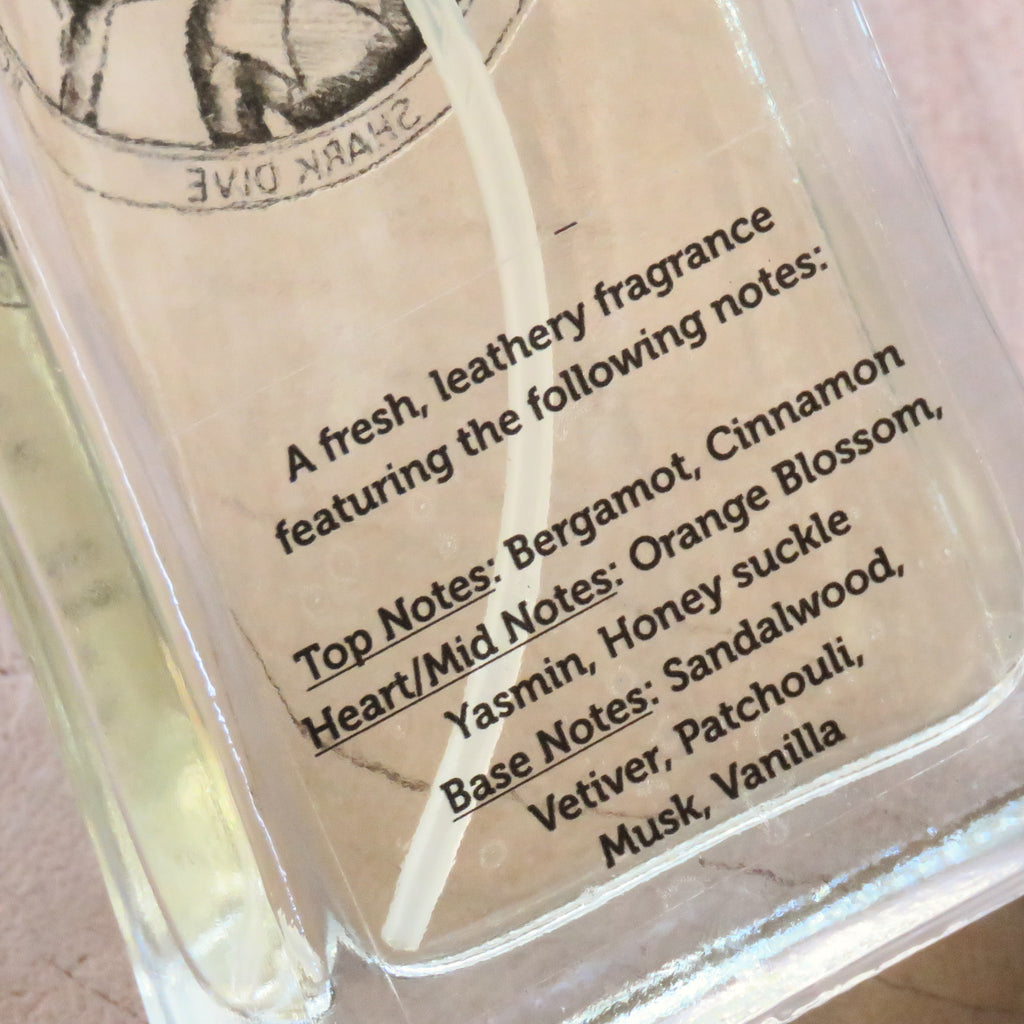 SHARK DIVE
A fresh, leathery fragrance
featuring the following notes:
Top Notes: Bergamot, Cinnamon
Heart/Mid Notes: Orange Blossom,
Yasmin, Honey suckle
Base Notes: Sandalwood,
Vetiver, Patchouli,
Musk, Vanilla